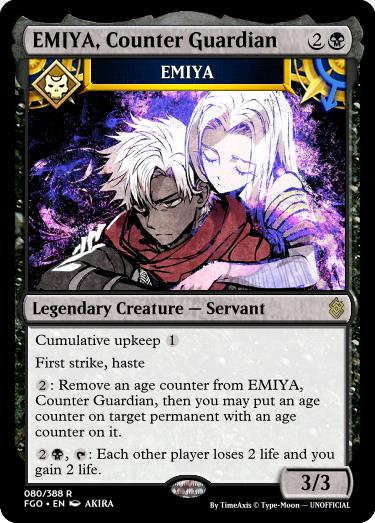 EMIYA, Counter Guardian 2
EMIYA
Legendary Creature — Servant
Cumulative upkeep 1
First strike, haste
2: Remove an age counter from EMIYA,
Counter Guardian, then you may put an age
counter on target permanent with an age
counter on it.
2, : Each other player loses 2 life and you
gain 2 life.
3/3
080/388 R
FGO • EN AKIRA
By TimeAxis © Type-Moon — UNOFFICIAL